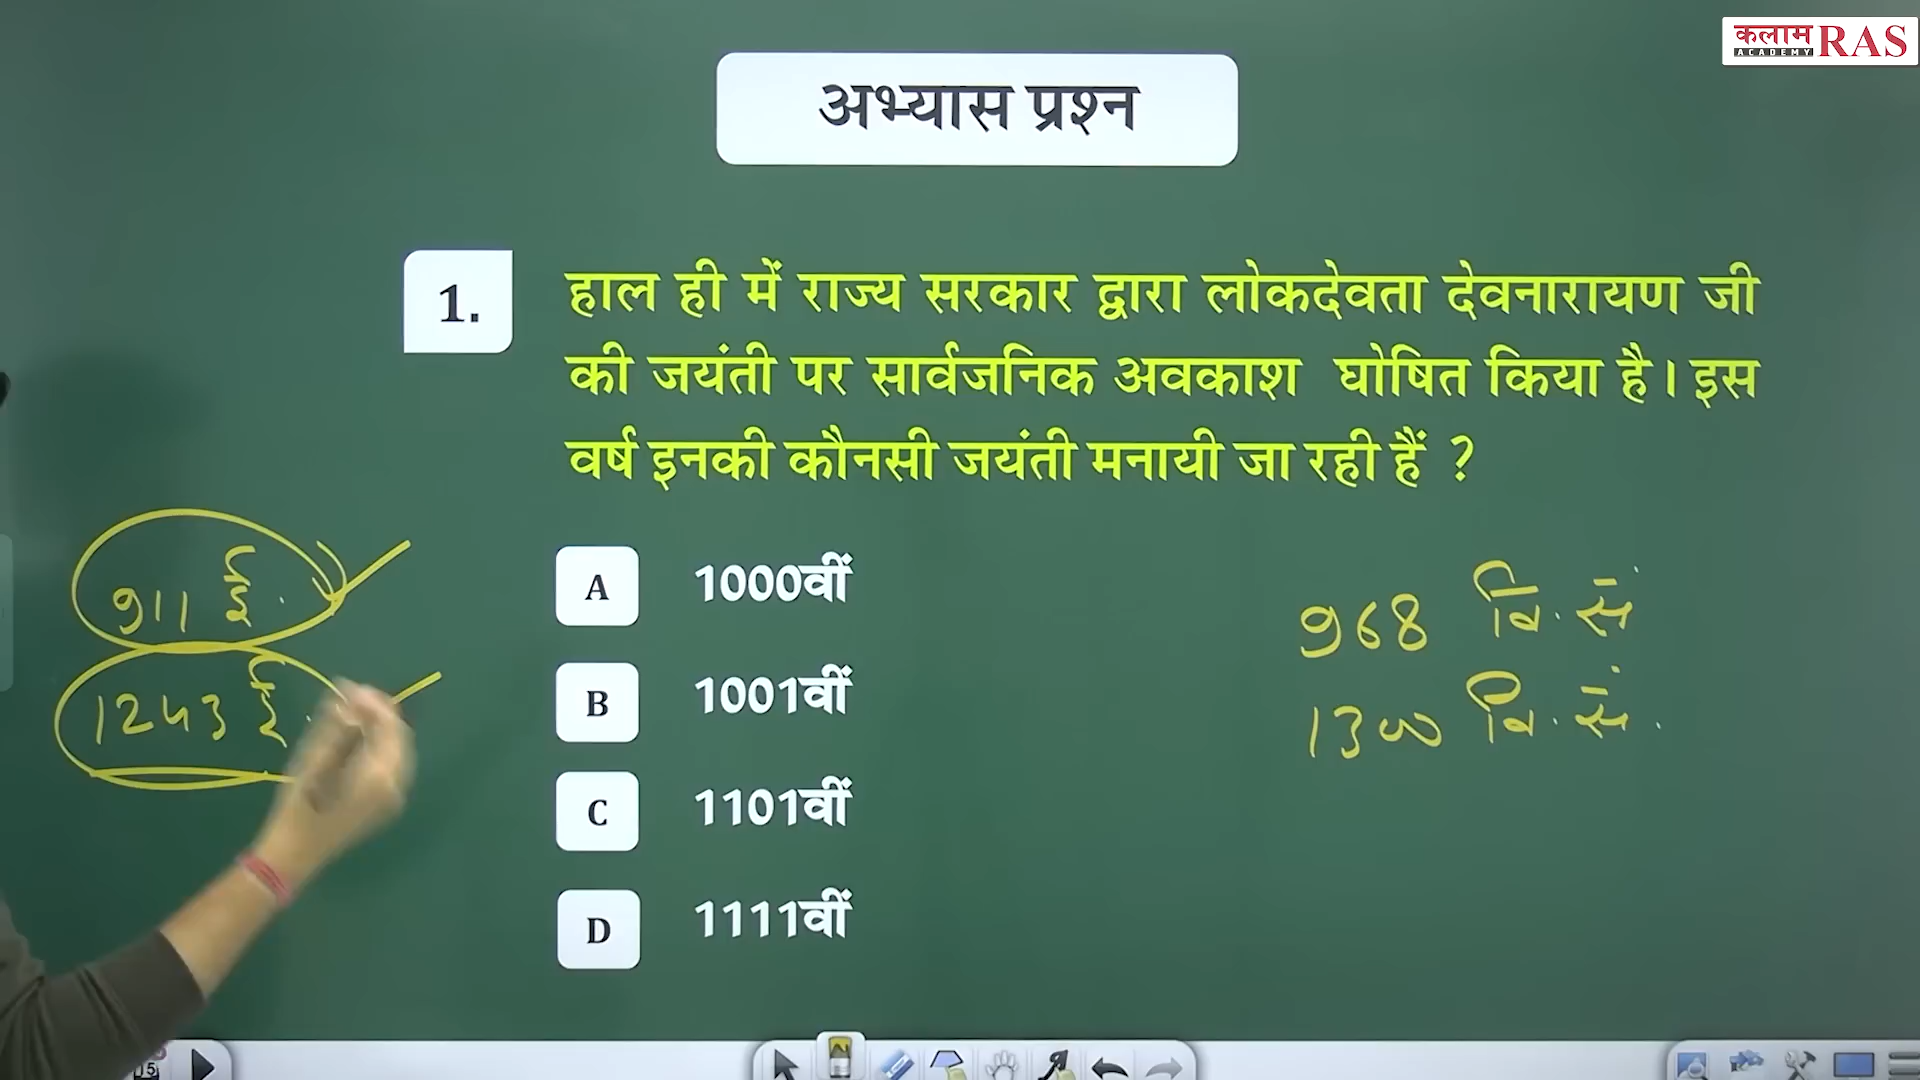 कलाम RAS
ACADEMY
अभ्यास प्रश्न
1.
हाल ही में राज्य सरकार द्वारा लोकदेवता देवनारायण जी
की जयंती पर सार्वजनिक अवकाश घोषित किया है। इस
वर्ष इनकी कौनसी जयंती मनायी जा रही हैं ?
A 1000वीं
B 1001वीं
C 1101वीं
D 1111वीं
911 ई.
1243 ई.
968 वि.सं
1300 वि.सं.